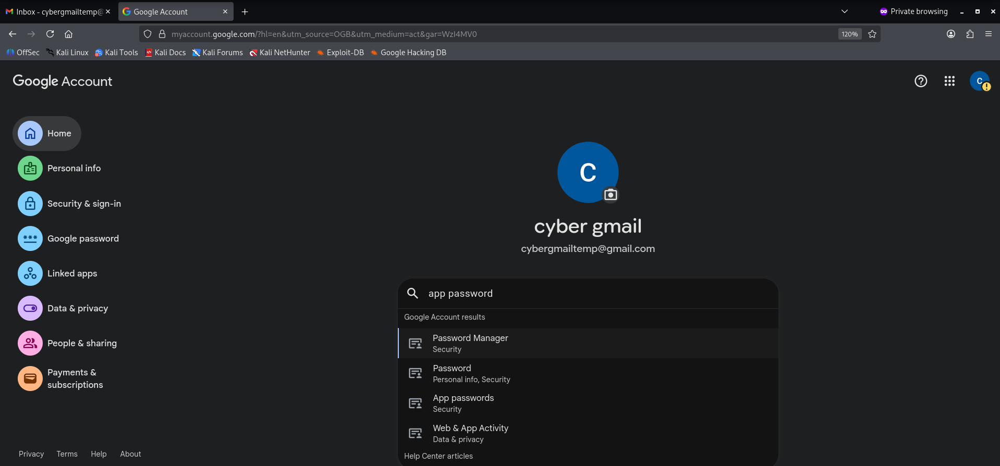 Inbox - cybergmailtemp@
Google Account
Private browsing
myaccount.google.com/?hl=en&utm_source=OGB&utm_medium=act&gar=WzI4MV0
120%
OffSec
Kali Linux
Kali Tools
Kali Docs
Kali Forums
Kali NetHunter
Exploit-DB
Google Hacking DB
Google Account
C
Home
Personal info
Security & sign-in
Google password
Linked apps
Data & privacy
People & sharing
Payments &
subscriptions
C
cyber gmail
cybergmailtemp@gmail.com
app password
Google Account results
Password Manager
Security
Password
Personal info, Security
App passwords
Security
Web & App Activity
Data & privacy
Help Center articles
Privacy
Terms
Help
About